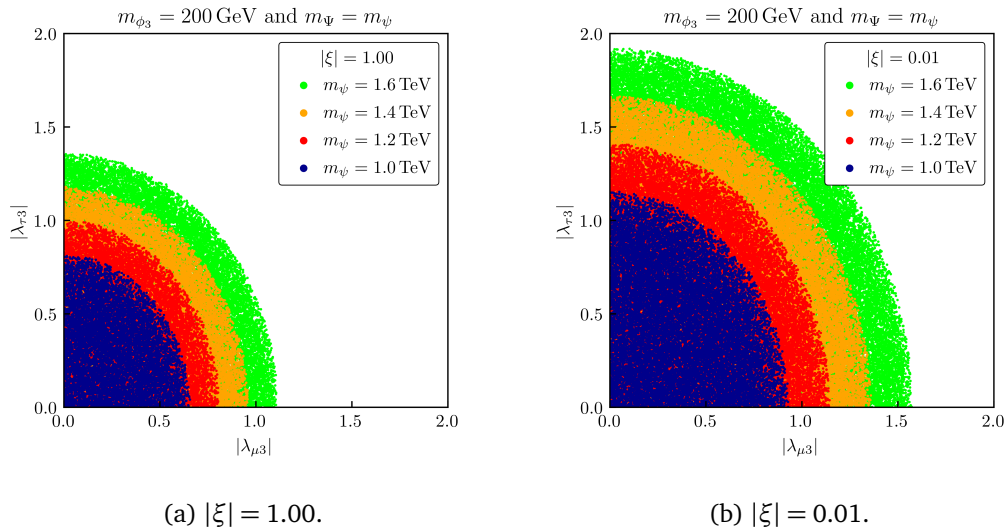 m_{ϕ_3} = 200 GeV and m_Ψ = m_ψ
2.0
1.5
1.0
0.5
0.0
|λ_{τ3}|
|ξ| = 1.00
m_ψ = 1.6 TeV
m_ψ = 1.4 TeV
m_ψ = 1.2 TeV
m_ψ = 1.0 TeV
0.0 0.5 1.0 1.5 2.0
|λ_{μ3}|
(a) |ξ| = 1.00.
m_{ϕ_3} = 200 GeV and m_Ψ = m_ψ
2.0
1.5
1.0
0.5
0.0
|λ_{τ3}|
|ξ| = 0.01
m_ψ = 1.6 TeV
m_ψ = 1.4 TeV
m_ψ = 1.2 TeV
m_ψ = 1.0 TeV
0.0 0.5 1.0 1.5 2.0
|λ_{μ3}|
(b) |ξ| = 0.01.